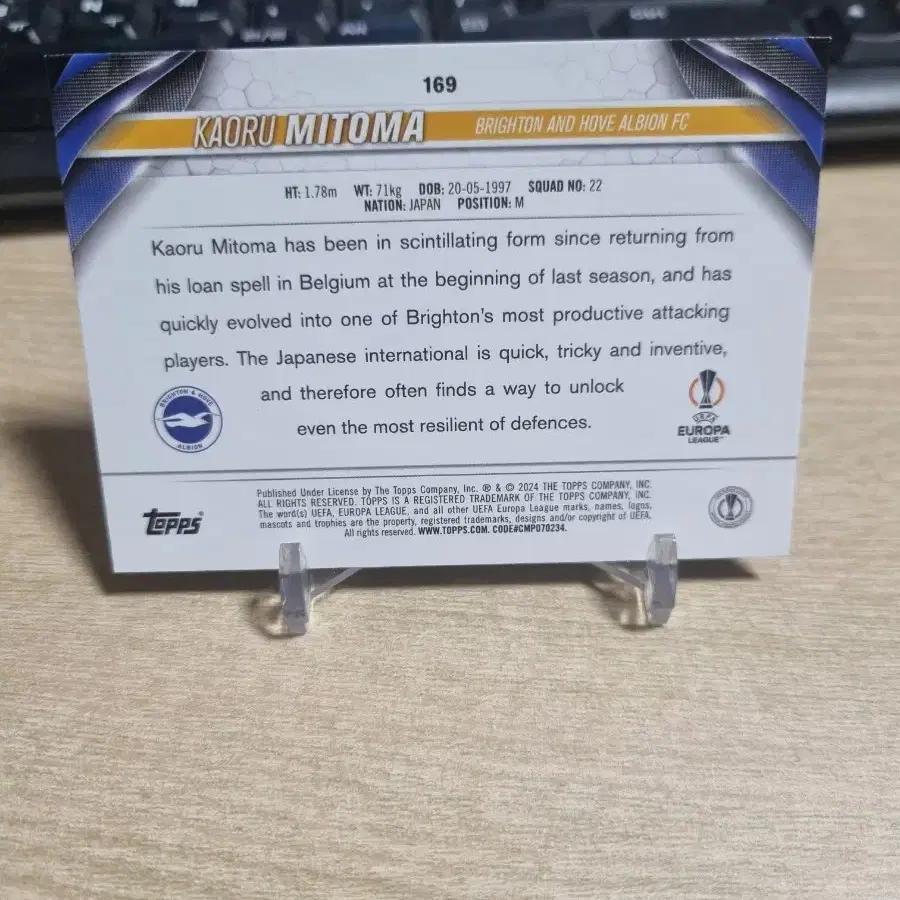 169
KAORU MITOMA BRIGHTON AND HOVE ALBION FC
HT: 1.78m WT: 71kg DOB: 20-05-1997 SQUAD NO: 22
NATION: JAPAN POSITION: M
Kaoru Mitoma has been in scintillating form since returning from
his loan spell in Belgium at the beginning of last season, and has
quickly evolved into one of Brighton's most productive attacking
players. The Japanese international is quick, tricky and inventive,
and therefore often finds a way to unlock
even the most resilient of defences.
BRIGHTON & HOVE
ALBION
UEFA
EUROPA
LEAGUE™
topps®
Published Under License by The Topps Company, Inc. ® & © 2024 THE TOPPS COMPANY, INC.
ALL RIGHTS RESERVED. TOPPS IS A REGISTERED TRADEMARK OF THE TOPPS COMPANY, INC.
The word(s) UEFA, EUROPA LEAGUE, and all other UEFA Europa League marks, names, logos,
mascots and trophies are the property, registered trademarks, designs and/or copyright of UEFA.
All rights reserved. WWW.TOPPS.COM. CODE#CMP070234.